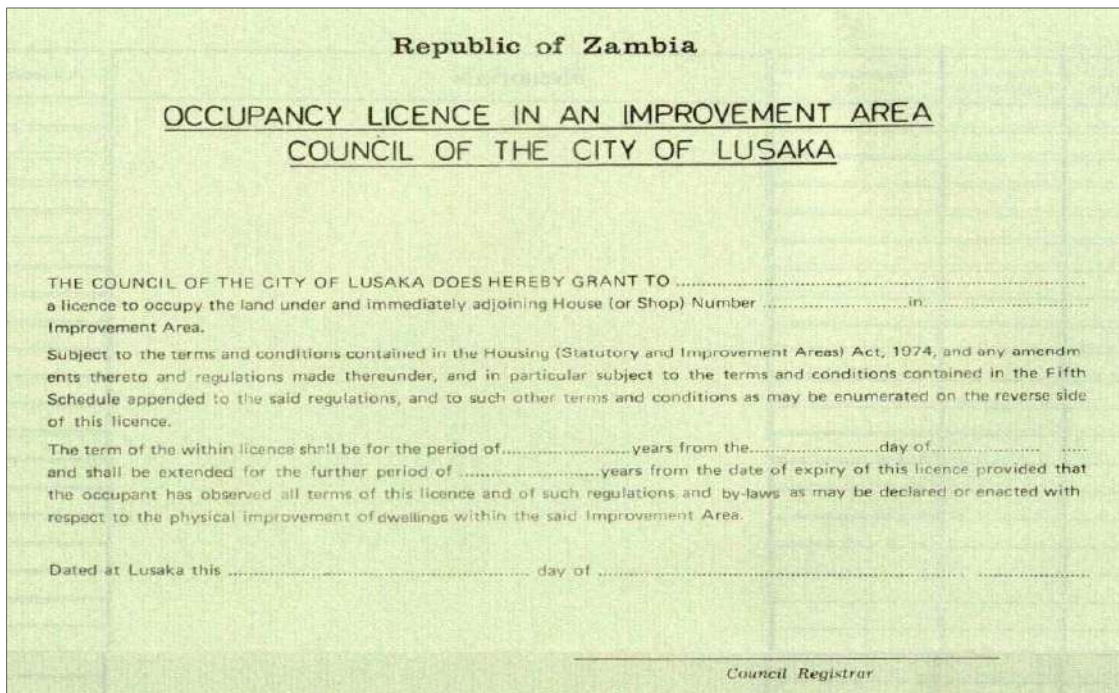 Republic of Zambia
OCCUPANCY LICENCE IN AN IMPROVEMENT AREA
COUNCIL OF THE CITY OF LUSAKA
THE COUNCIL OF THE CITY OF LUSAKA DOES HEREBY GRANT TO ..........
a licence to occupy the land under and immediately adjoining House (or Shop) Number .......... in ..........
Improvement Area.
Subject to the terms and conditions contained in the Housing (Statutory and Improvement Areas) Act, 1974, and any amendm
ents thereto and regulations made thereunder, and in particular subject to the terms and conditions contained in the Fifth
Schedule appended to the said regulations, and to such other terms and conditions as may be enumerated on the reverse side
of this licence.
The term of the within licence shall be for the period of.......... years from the.......... day of..........
and shall be extended for the further period of .......... years from the date of expiry of this licence provided that
the occupant has observed all terms of this licence and of such regulations and by-laws as may be declared or enacted with
respect to the physical improvement of dwellings within the said Improvement Area.
Dated at Lusaka this .......... day of ..........
Council Registrar